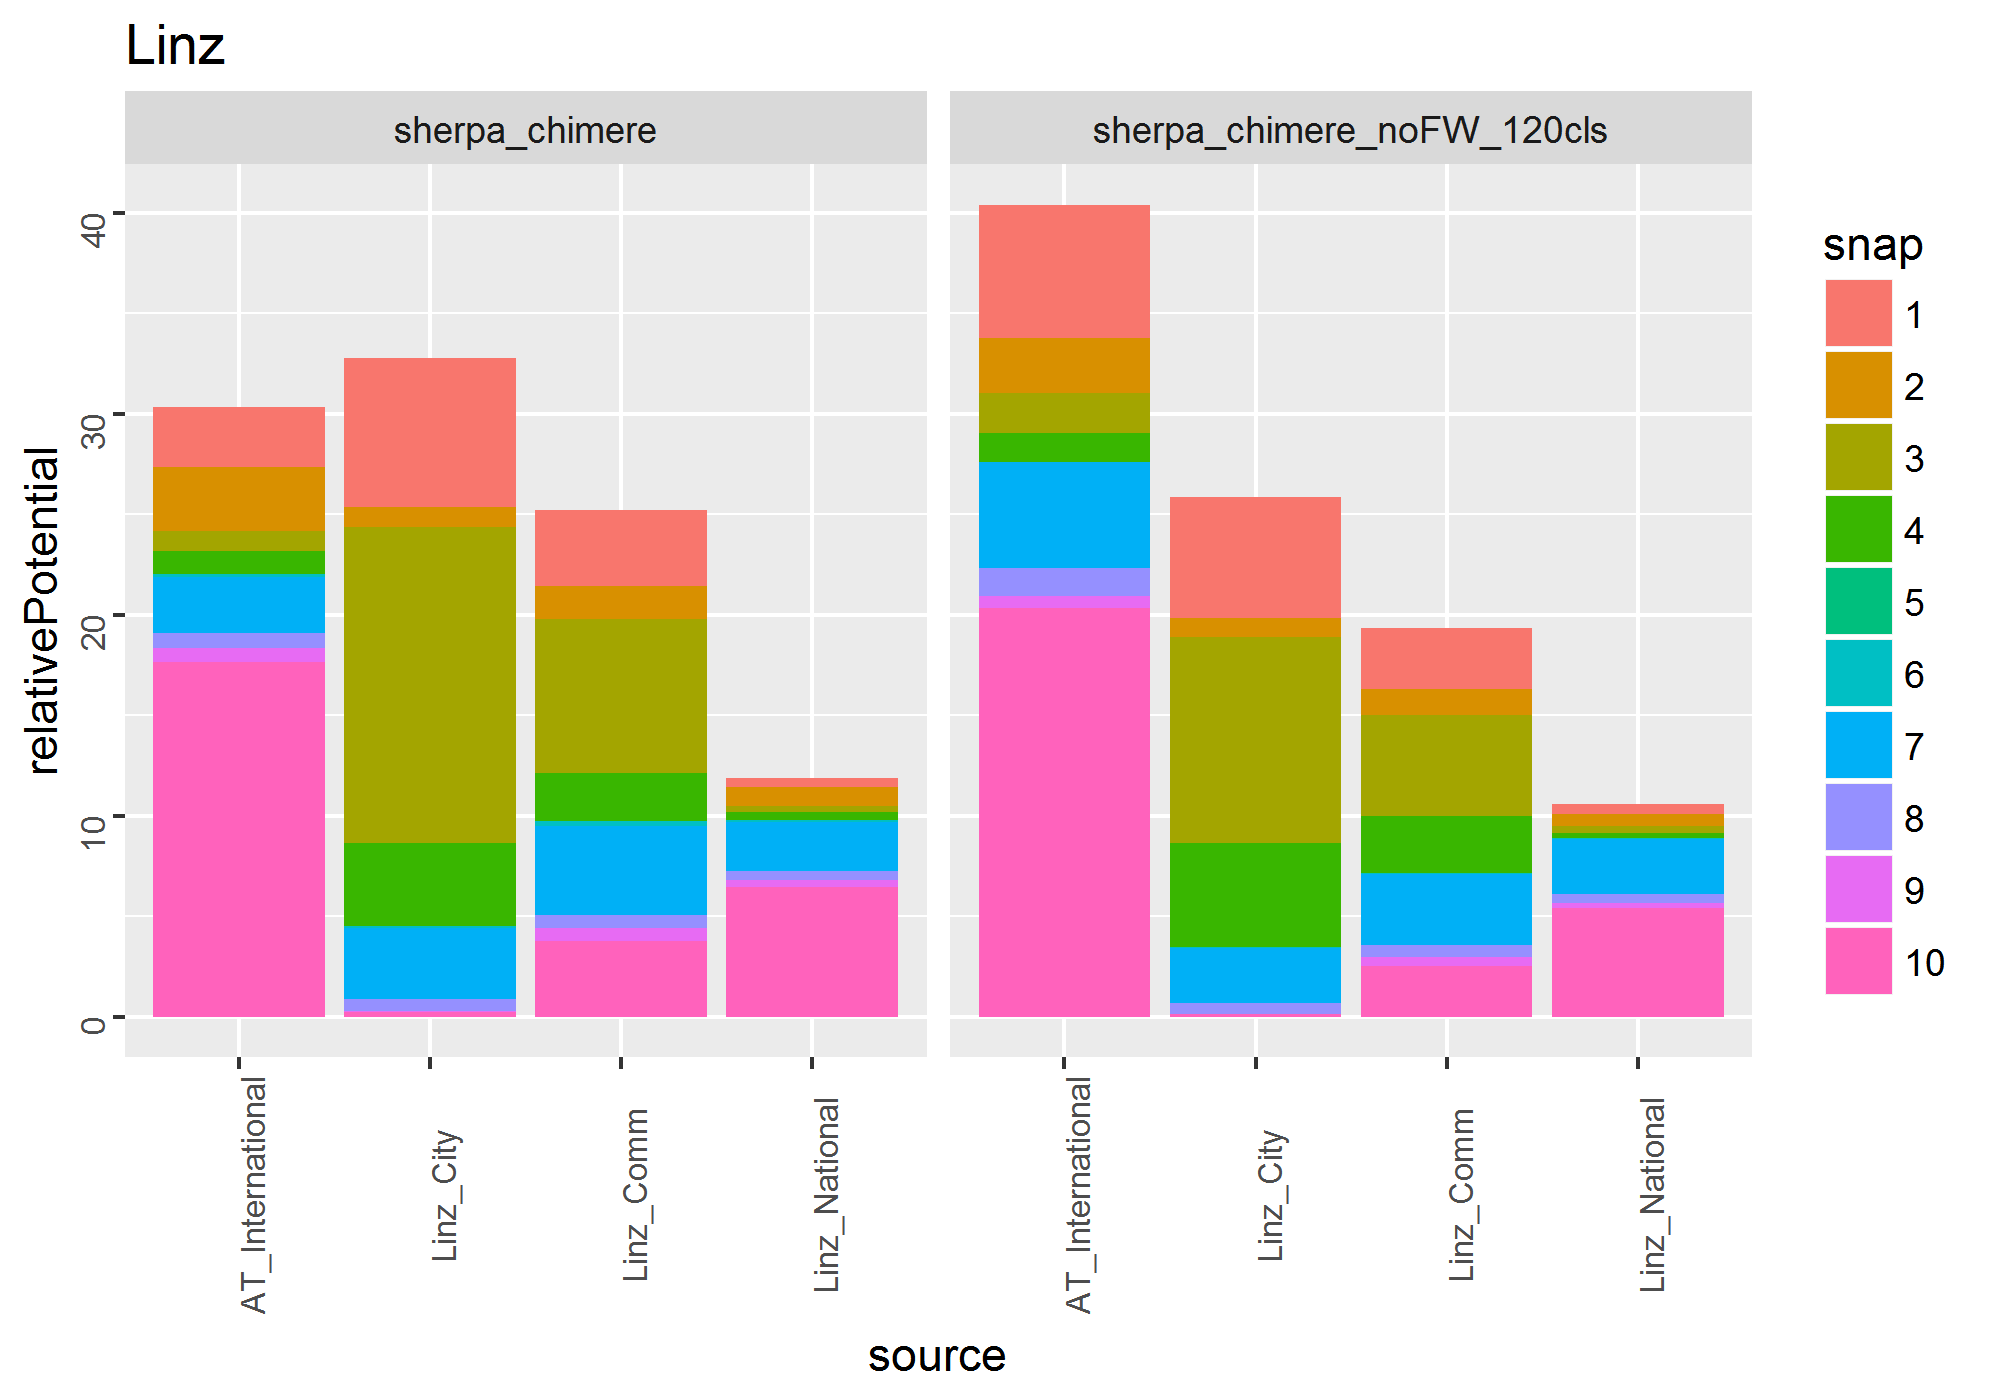 Linz
sherpa_chimere
sherpa_chimere_noFW_120cls
relativePotential
40
30
20
10
0
AT_International
Linz_City
Linz_Comm
Linz_National
AT_International
Linz_City
Linz_Comm
Linz_National
source
snap
1
2
3
4
5
6
7
8
9
10